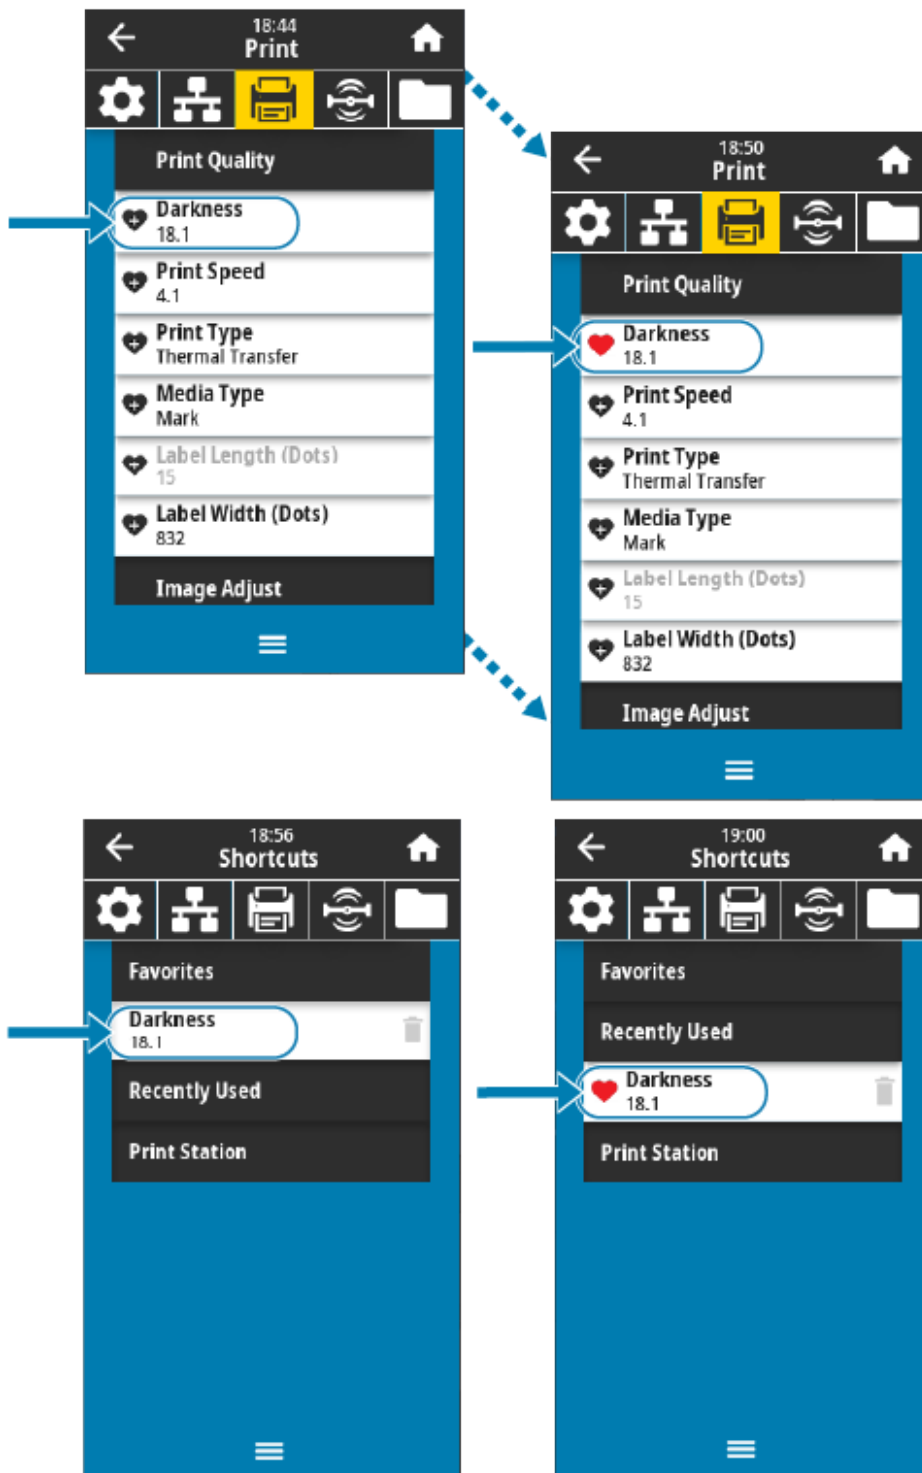 18:44
Print
Print Quality
Darkness
18.1
Print Speed
4.1
Print Type
Thermal Transfer
Media Type
Mark
Label Length (Dots)
15
Label Width (Dots)
832
Image Adjust
18:50
Print
Print Quality
Darkness
18.1
Print Speed
4.1
Print Type
Thermal Transfer
Media Type
Mark
Label Length (Dots)
15
Label Width (Dots)
832
Image Adjust
18:56
Shortcuts
Favorites
Darkness
18.1
Recently Used
Print Station
19:00
Shortcuts
Favorites
Recently Used
Darkness
18.1
Print Station